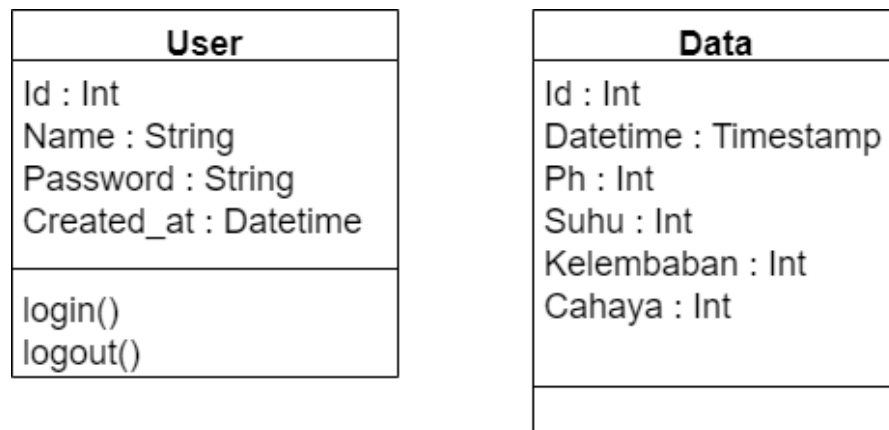 User
Id : Int
Name : String
Password : String
Created_at : Datetime
login()
logout()
Data
Id : Int
Datetime : Timestamp
Ph : Int
Suhu : Int
Kelembaban : Int
Cahaya : Int